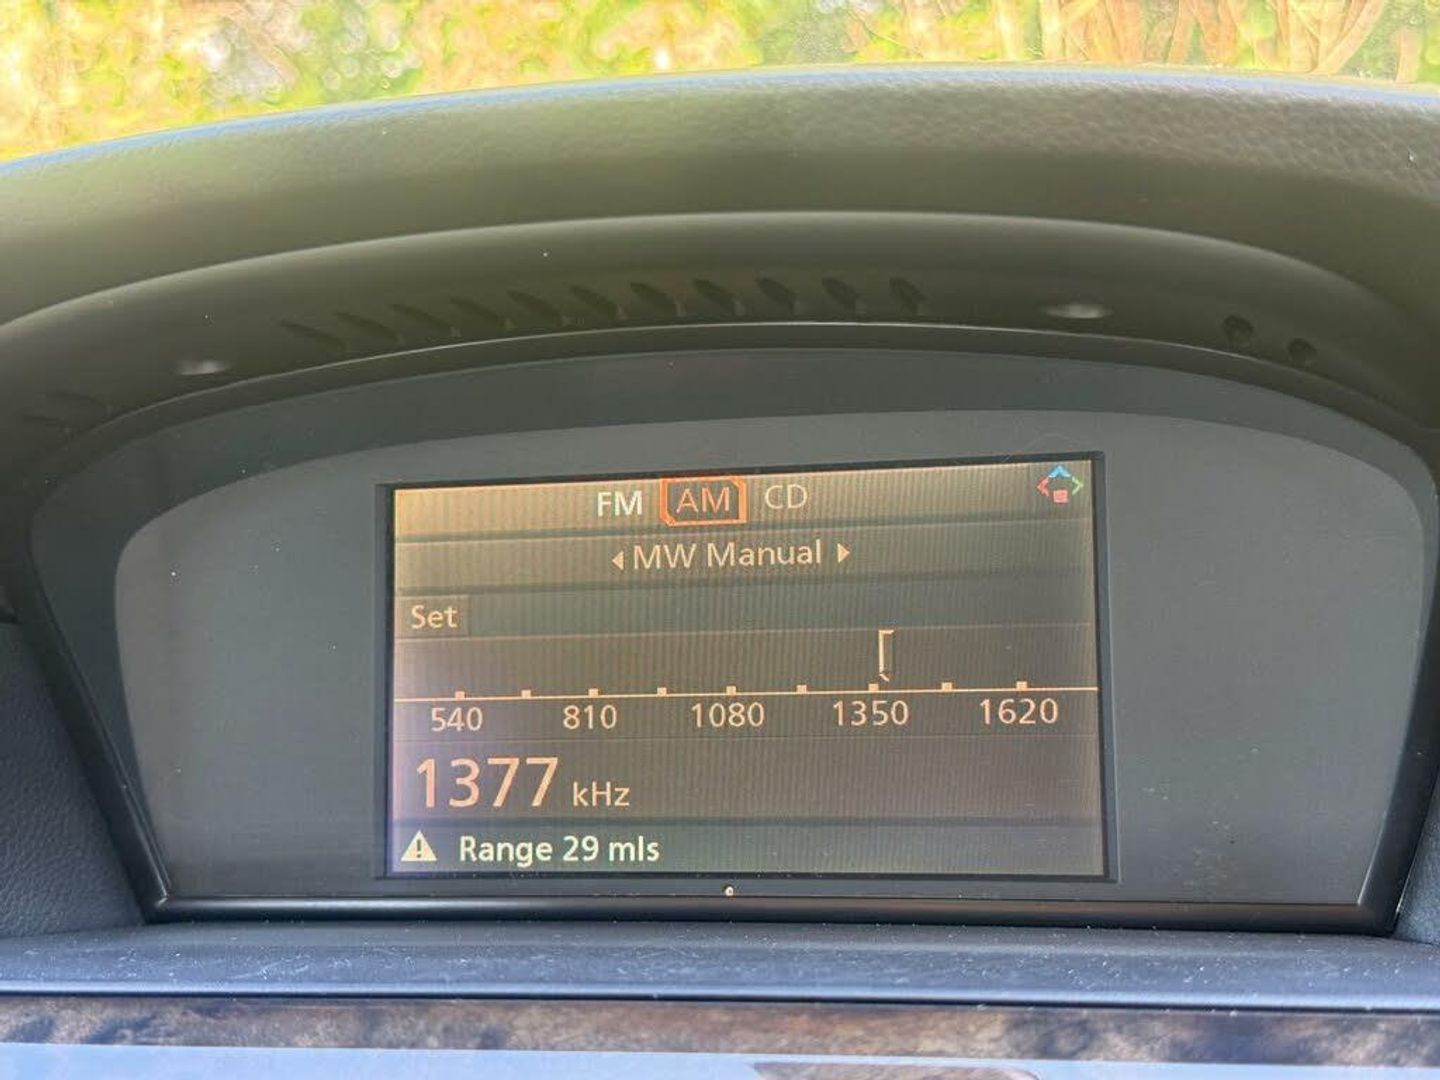 FM AM CD
MW Manual
Set
540 810 1080 1350 1620
1377 kHz
Range 29 mls